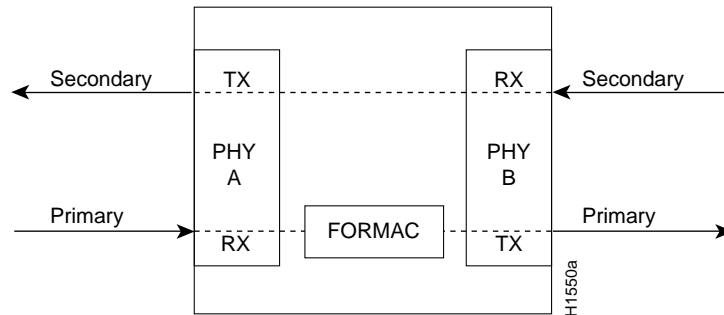 Secondary
TX
RX
Secondary
PHY
A
PHY
B
Primary
RX
FORMAC
TX
Primary
H1550a